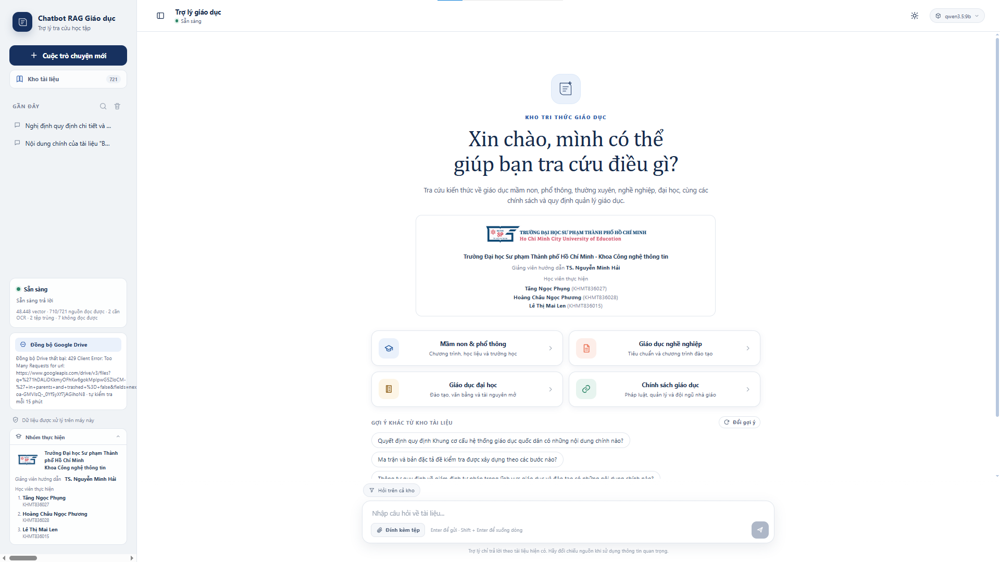 Chatbot RAG Giáo dục
Trợ lý tra cứu học tập
Cuộc trò chuyện mới
Kho tài liệu
721
GẦN ĐÂY
Nghị định quy định chi tiết và ...
Nội dung chính của tài liệu "B...
Sẵn sàng
Sẵn sàng trả lời
48.448 vector · 710/721 nguồn đọc được · 2 cần
OCR · 2 tệp trùng · 7 không đọc được
Đồng bộ Google Drive
Đồng bộ Drive thất bại: 429 Client Error: Too
Many Requests for url:
https://www.googleapis.com/drive/v3/files?
q=%271hDALiDKkmyOFhKw6gokMpIpwG5ZIoCM-
%27+in+parents+and+trashed+%3D+false&fields=nex
oa-GMVIsQ-_0Yf5yXf7jAGihoN8 · tự kiểm tra
mỗi 15 phút
Dữ liệu được xử lý trên máy này
Nhóm thực hiện
Trường Đại học Sư phạm Thành
phố Hồ Chí Minh
Khoa Công nghệ thông tin
Giảng viên hướng dẫn TS. Nguyễn Minh Hải
Học viên thực hiện
1. Tăng Ngọc Phụng
KHMT836027
2. Hoàng Châu Ngọc Phương
KHMT836028
3. Lê Thị Mai Len
KHMT836015
Trợ lý giáo dục
Sẵn sàng
qwen3.5:9b
KHO TRI THỨC GIÁO DỤC
Xin chào, mình có thể
giúp bạn tra cứu điều gì?
Tra cứu kiến thức về giáo dục mầm non, phổ thông, thường xuyên, nghề nghiệp, đại học, cùng các
chính sách và quy định quản lý giáo dục.
ĐẠI HỌC
SP
TP. HỒ CHÍ MINH
TRƯỜNG ĐẠI HỌC SƯ PHẠM THÀNH PHỐ HỒ CHÍ MINH
Ho Chi Minh City University of Education
Trường Đại học Sư phạm Thành phố Hồ Chí Minh · Khoa Công nghệ thông tin
Giảng viên hướng dẫn TS. Nguyễn Minh Hải
Học viên thực hiện
Tăng Ngọc Phụng (KHMT836027)
Hoàng Châu Ngọc Phương (KHMT836028)
Lê Thị Mai Len (KHMT836015)
Mầm non & phổ thông
Chương trình, học liệu và trường học
Giáo dục nghề nghiệp
Tiêu chuẩn và chương trình đào tạo
Giáo dục đại học
Đào tạo, văn bằng và tài nguyên mở
Chính sách giáo dục
Pháp luật, quản lý và đội ngũ nhà giáo
GỢI Ý KHÁC TỪ KHO TÀI LIỆU
Đổi gợi ý
Quyết định quy định Khung cơ cấu hệ thống giáo dục quốc dân có những nội dung chính nào?
Ma trận và bản đặc tả đề kiểm tra được xây dựng theo các bước nào?
Thông tư quy định về giám định tư pháp trong lĩnh vực giáo dục và đào tạo có những nội dung chính nào?
Hỏi trên cả kho
Nhập câu hỏi về tài liệu...
Đính kèm tệp
Enter để gửi · Shift + Enter để xuống dòng
Trợ lý chỉ trả lời theo tài liệu hiện có. Hãy đối chiếu nguồn khi sử dụng thông tin quan trọng.